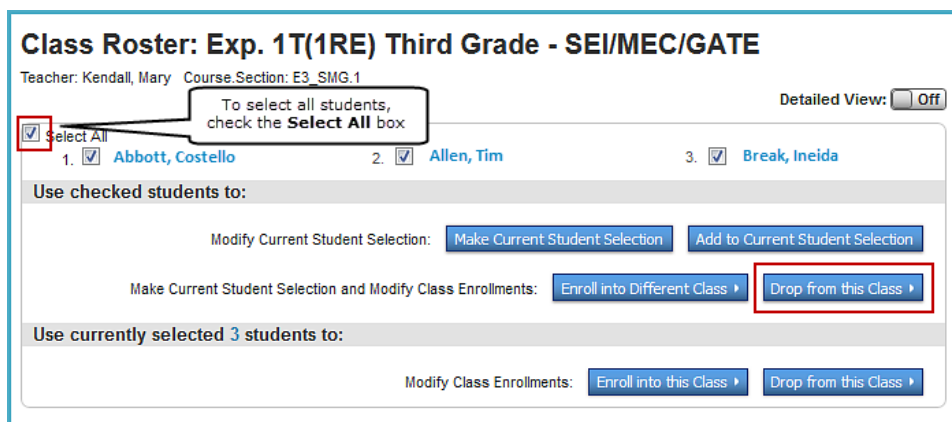 Class Roster: Exp. 1T(1RE) Third Grade - SEI/MEC/GATE
Teacher: Kendall, Mary Course.Section: E3_SMG.1
To select all students,
check the Select All box
Detailed View: Off
Select All
1. Abbott, Costello 2. Allen, Tim 3. Break, Ineida
Use checked students to:
Modify Current Student Selection: Make Current Student Selection Add to Current Student Selection
Make Current Student Selection and Modify Class Enrollments: Enroll into Different Class Drop from this Class
Use currently selected 3 students to:
Modify Class Enrollments: Enroll into this Class Drop from this Class